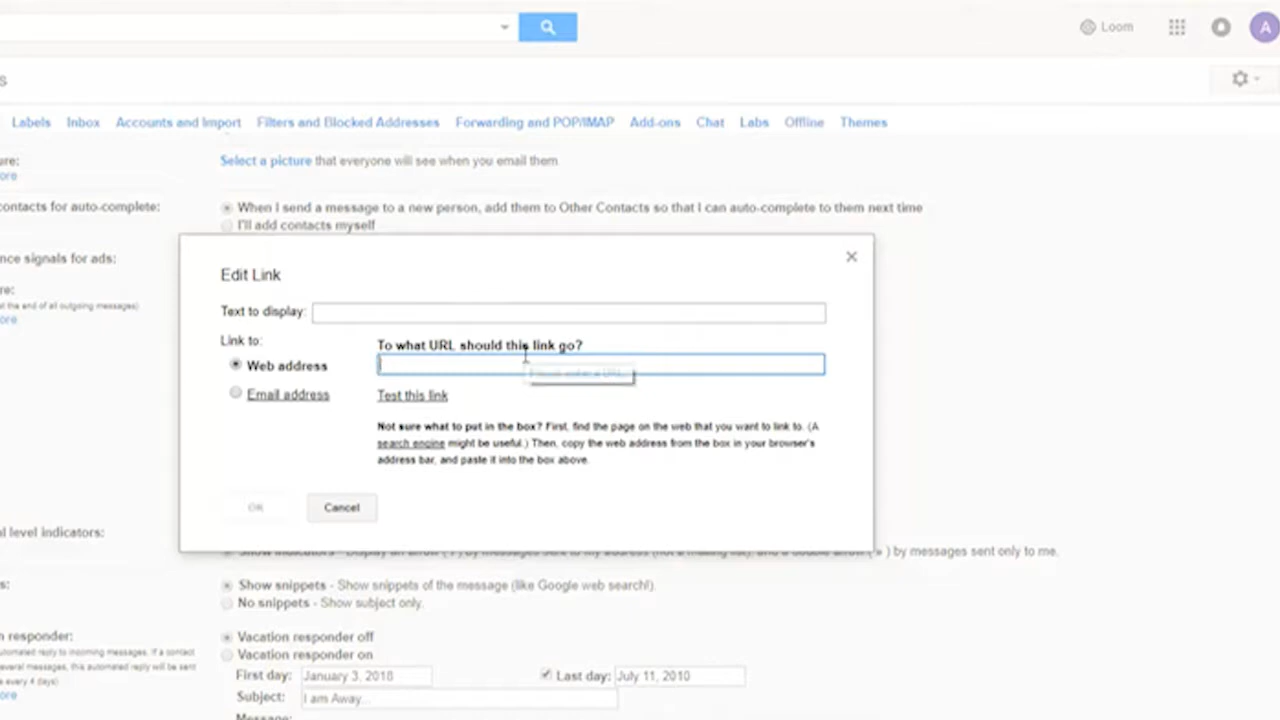 Loom
A
s
Labels Inbox Accounts and Import Filters and Blocked Addresses Forwarding and POP/IMAP Add-ons Chat Labs Offline Themes
ure:
Select a picture that everyone will see when you email them
ore
contacts for auto-complete:
When I send a message to a new person, add them to Other Contacts so that I can auto-complete to them next time
I'll add contacts myself
nce signals for ads:
re:
at the end of all outgoing messages)
ore
Edit Link
Text to display:
Link to:
To what URL should this link go?
Web address
Email address
Test this link
Not sure what to put in the box? First, find the page on the web that you want to link to. (A
search engine might be useful.) Then, copy the web address from the box in your browser's
address bar, and paste it into the box above.
OK
Cancel
l level indicators:
Show indicators - Display an arrow ( › ) by messages sent to my address (not a mailing list), and a double arrow ( » ) by messages sent only to me.
s:
Show snippets - Show snippets of the message (like Google web search!).
No snippets - Show subject only.
n responder:
utomated reply to incoming messages. If a contact
everal messages, this automated reply will be sent
e every 4 days)
ore
Vacation responder off
Vacation responder on
First day: January 3, 2018
Last day: July 11, 2010
Subject: I am Away...
Message: